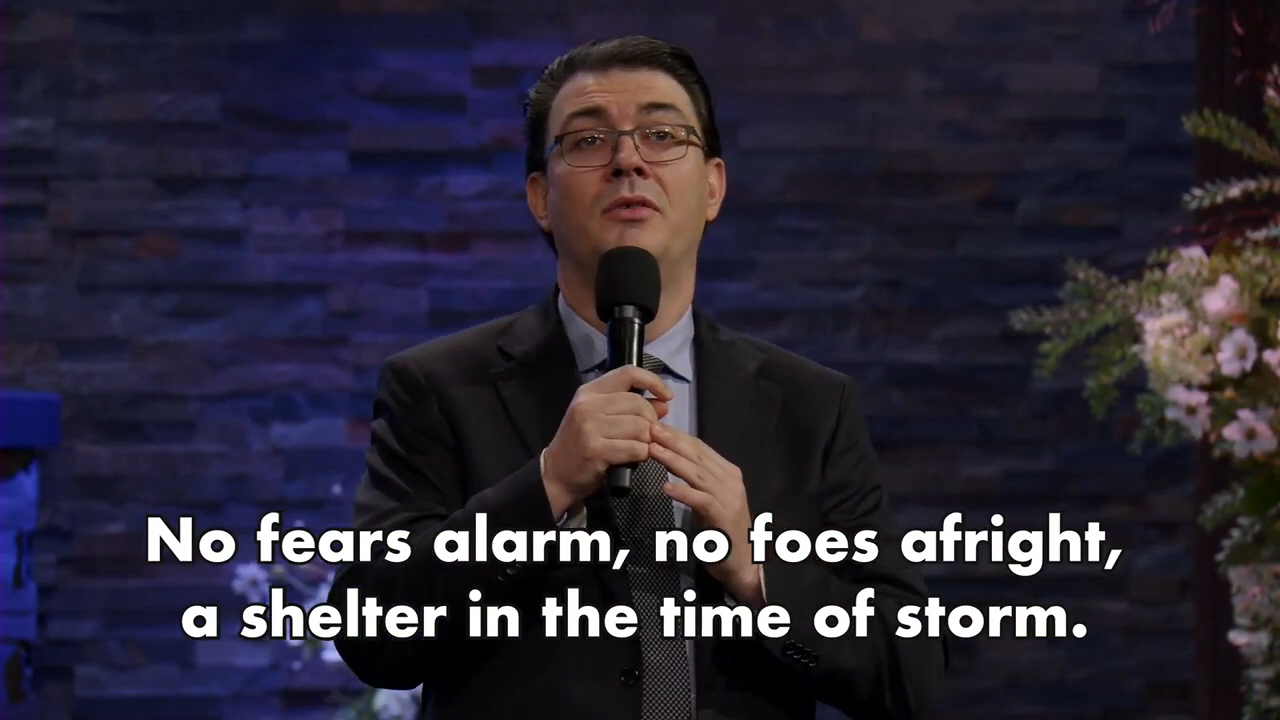 No fears alarm, no foes afright,
a shelter in the time of storm.